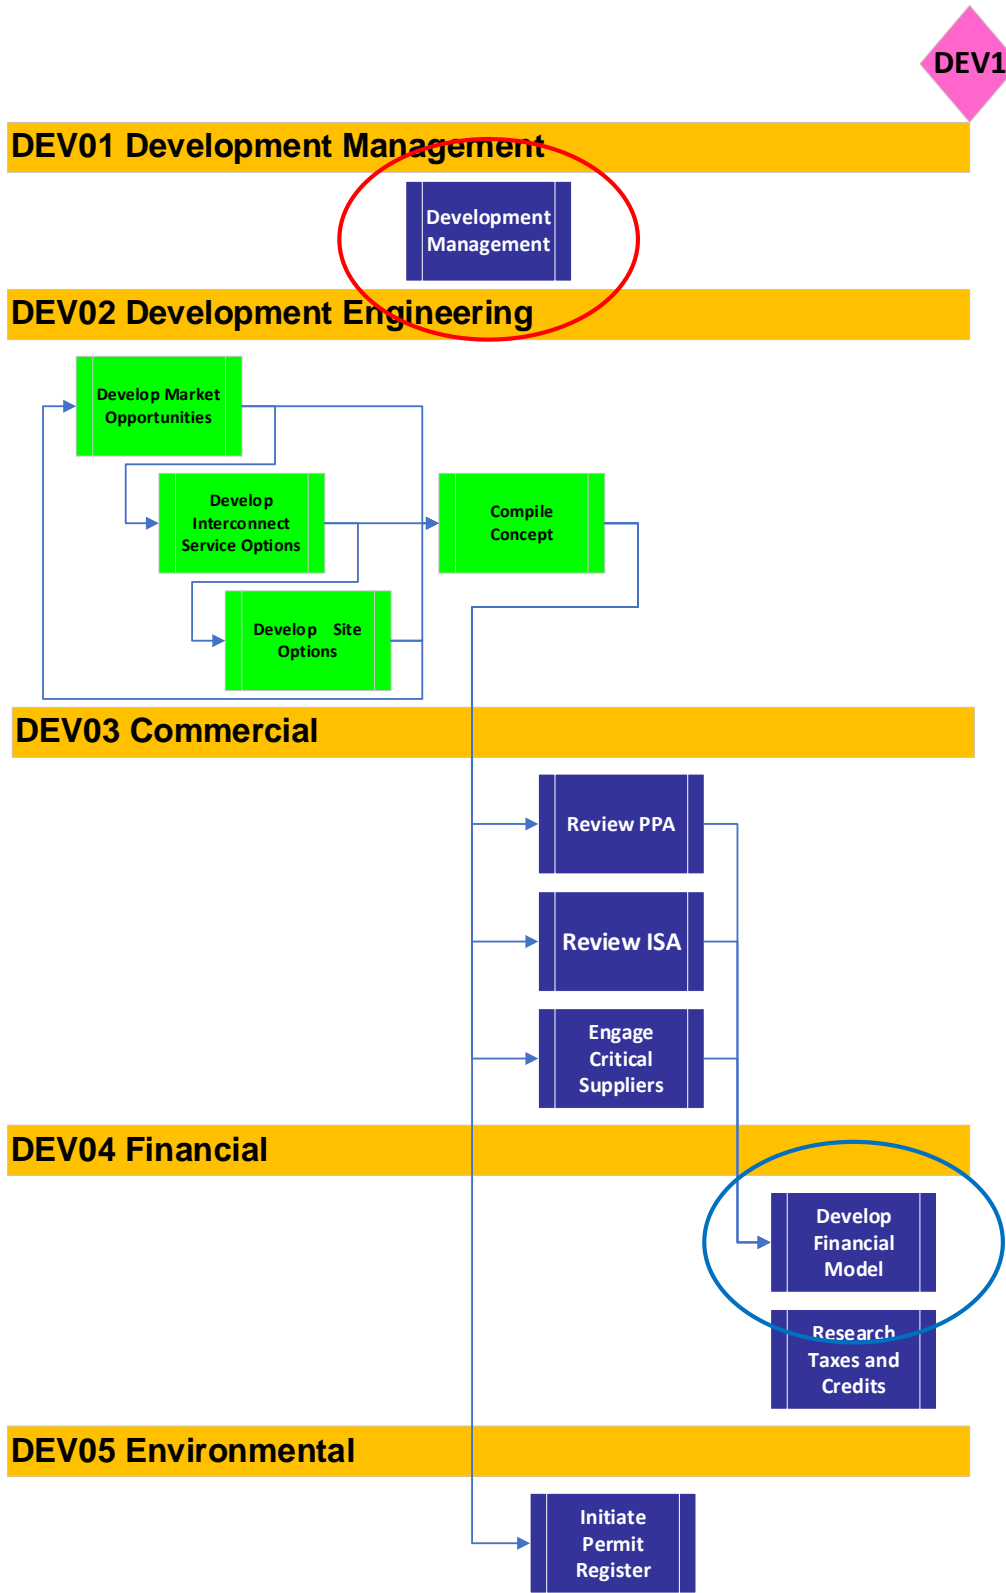 DEV1
DEV01 Development Management
Development
Management
DEV02 Development Engineering
Develop Market
Opportunities
Develop
Interconnect
Service Options
Compile
Concept
Develop Site
Options
DEV03 Commercial
Review PPA
Review ISA
Engage
Critical
Suppliers
DEV04 Financial
Develop
Financial
Model
Research
Taxes and
Credits
DEV05 Environmental
Initiate
Permit
Register